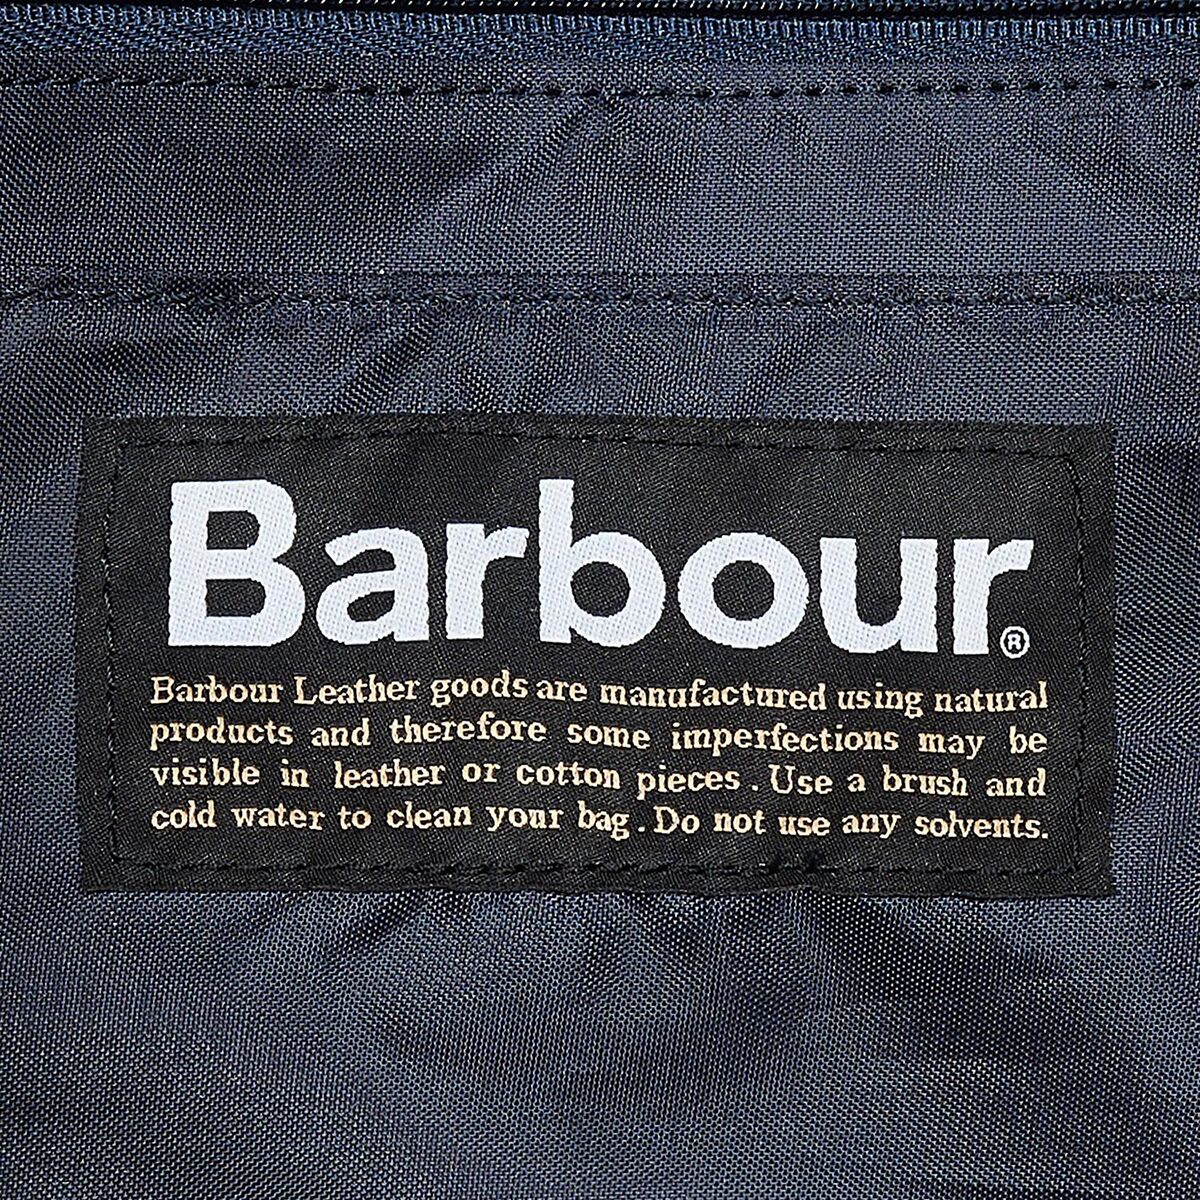 Barbour®
Barbour Leather goods are manufactured using natural
products and therefore some imperfections may be
visible in leather or cotton pieces. Use a brush and
cold water to clean your bag. Do not use any solvents.